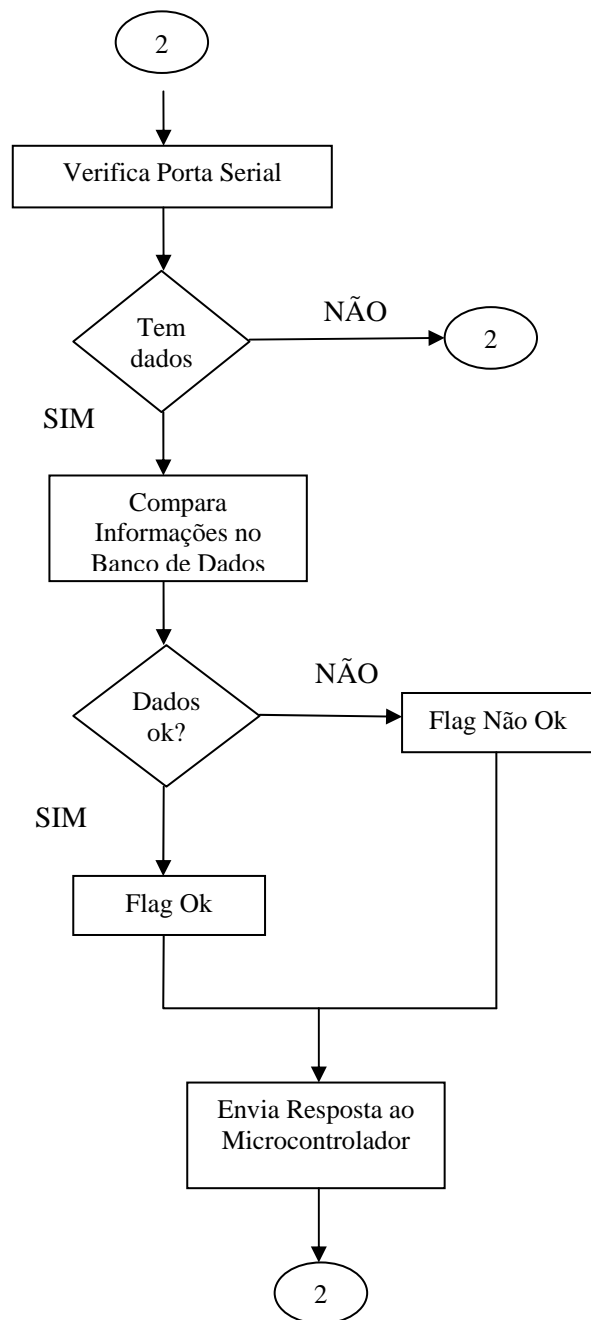 2
Verifica Porta Serial
Tem
dados
NÃO
2
SIM
Compara
Informações no
Banco de Dados
Dados
ok?
NÃO
Flag Não Ok
SIM
Flag Ok
Envia Resposta ao
Microcontrolador
2